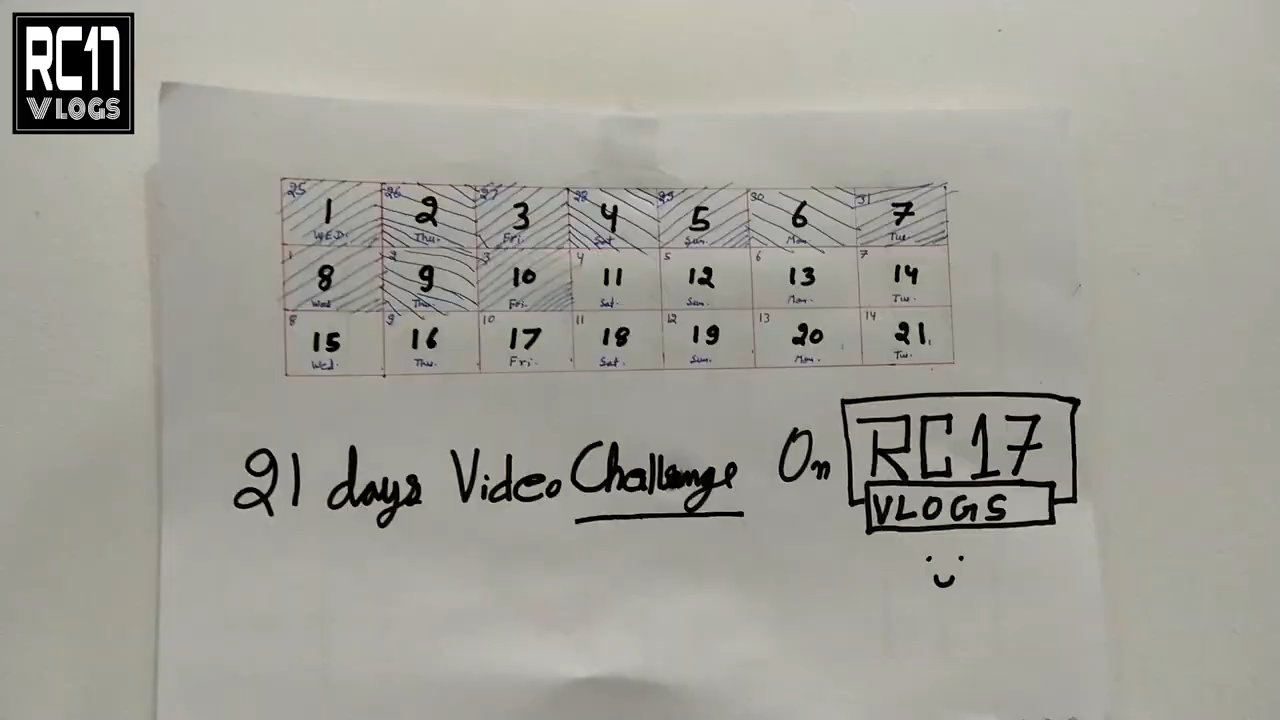 RC17
VLOGS
25 26 27 28 29 30 31
1 2 3 4 5 6 7
WED. Thu. Fri. Sat Sun. Mon Tue.
1 2 3 4 5 6 7
8 9 10 11 12 13 14
Wed Thu. Fri. Sat. Sun. Mon. Tue.
8 9 10 11 12 13 14
15 16 17 18 19 20 21
Wed. Thu. Fri. Sat. Sun. Mon. Tu.
21 days Video Challenge On RC17
VLOGS